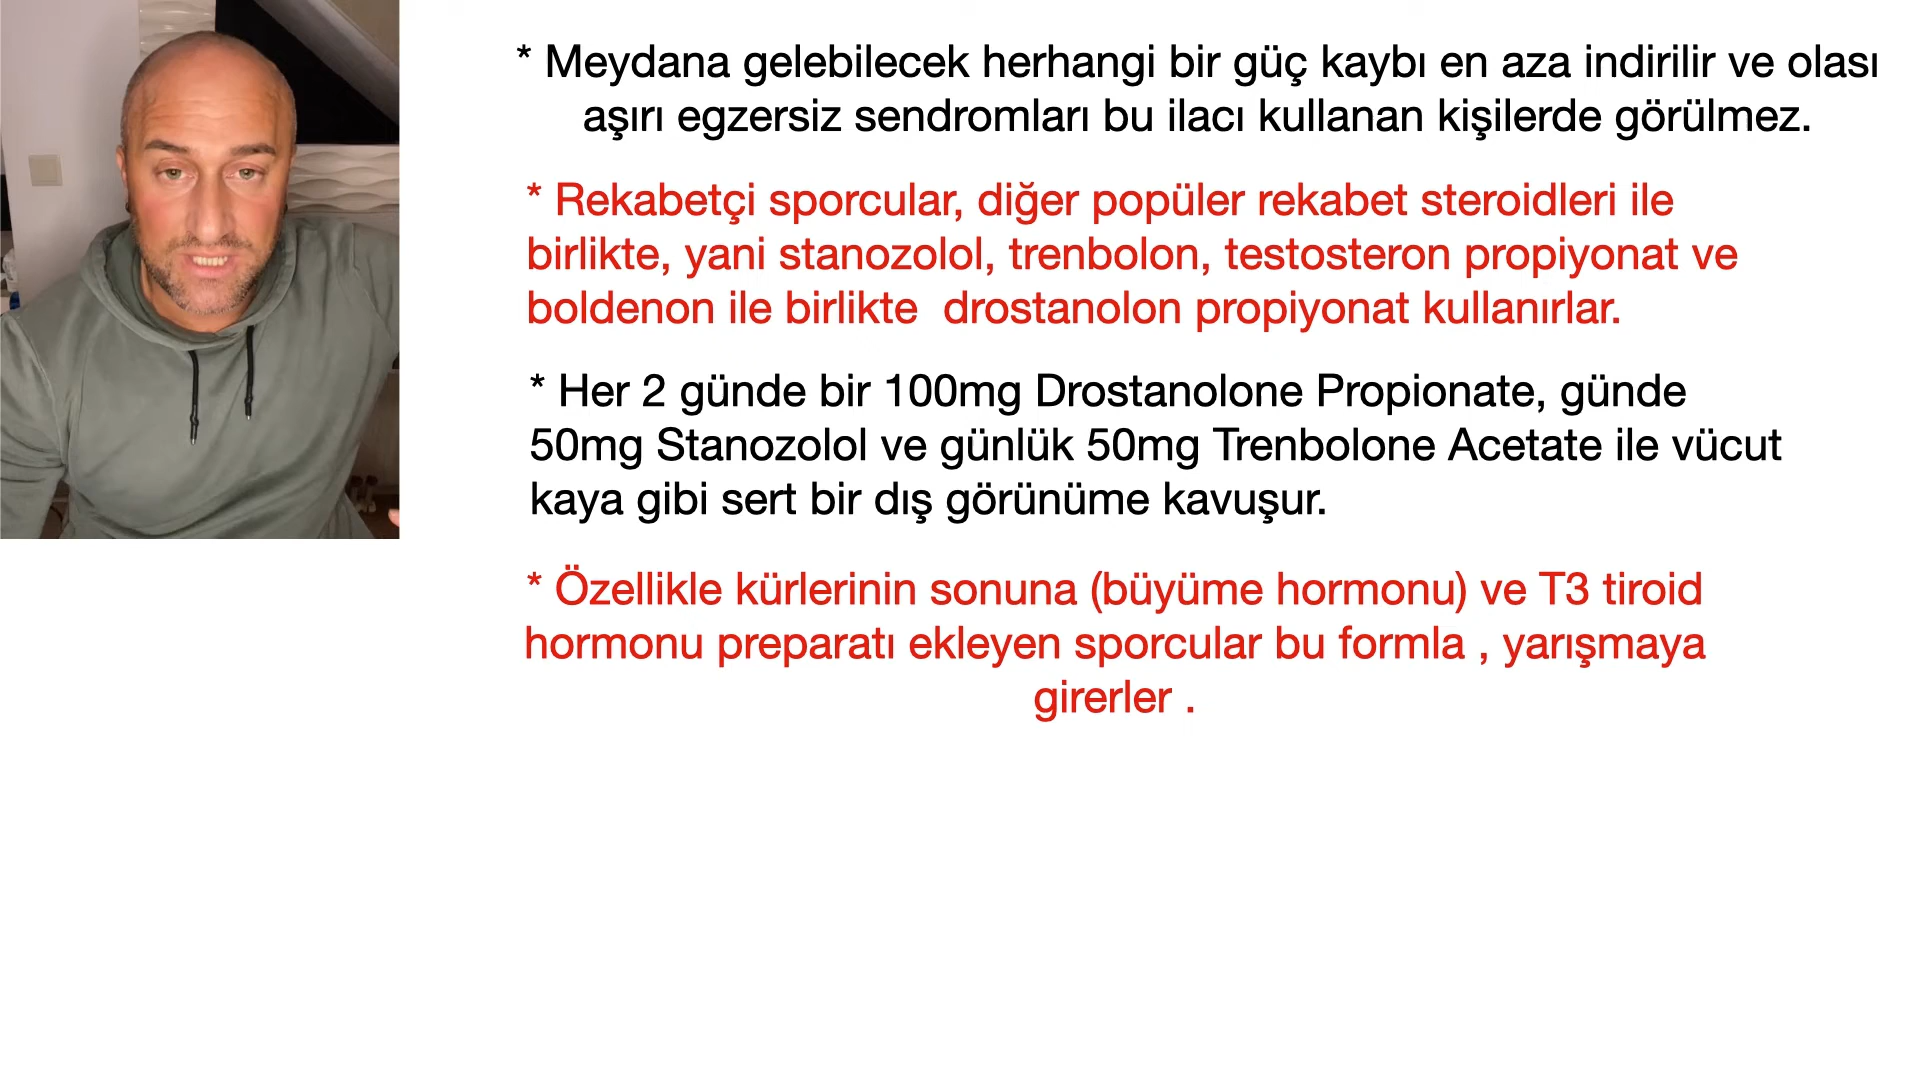 * Meydana gelebilecek herhangi bir güç kaybı en aza indirilir ve olası
aşırı egzersiz sendromları bu ilacı kullanan kişilerde görülmez.
* Rekabetçi sporcular, diğer popüler rekabet steroidleri ile
birlikte, yani stanozolol, trenbolon, testosteron propiyonat ve
boldenon ile birlikte  drostanolon propiyonat kullanırlar.
* Her 2 günde bir 100mg Drostanolone Propionate, günde
50mg Stanozolol ve günlük 50mg Trenbolone Acetate ile vücut
kaya gibi sert bir dış görünüme kavuşur.
* Özellikle kürlerinin sonuna (büyüme hormonu) ve T3 tiroid
hormonu preparatı ekleyen sporcular bu formla , yarışmaya
girerler .